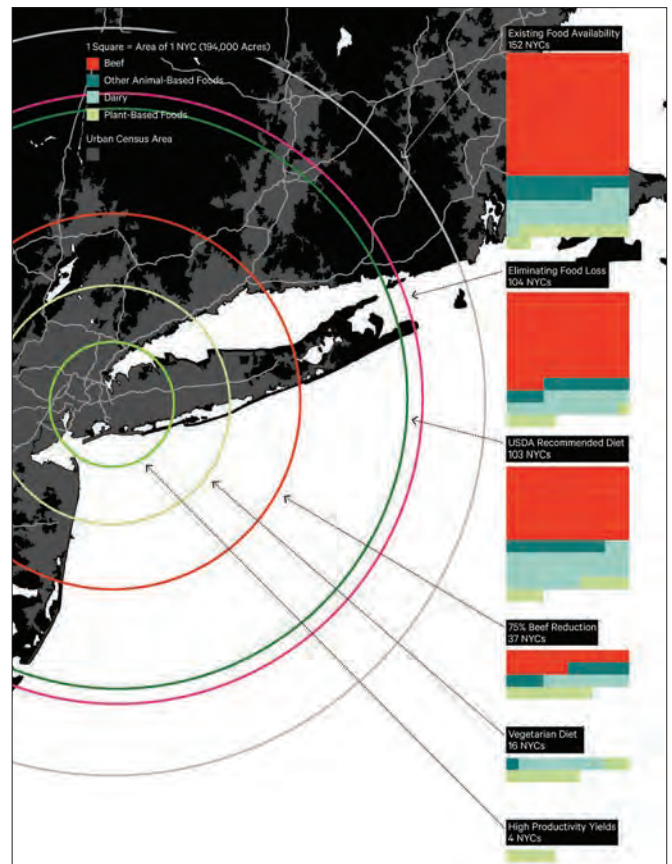 1 Square = Area of 1 NYC (194,000 Acres)
Beef
Other Animal-Based Foods
Dairy
Plant-Based Foods
Urban Census Area
Existing Food Availability
152 NYCs
Eliminating Food Loss
104 NYCs
USDA Recommended Diet
103 NYCs
75% Beef Reduction
37 NYCs
Vegetarian Diet
16 NYCs
High Productivity Yields
4 NYCs